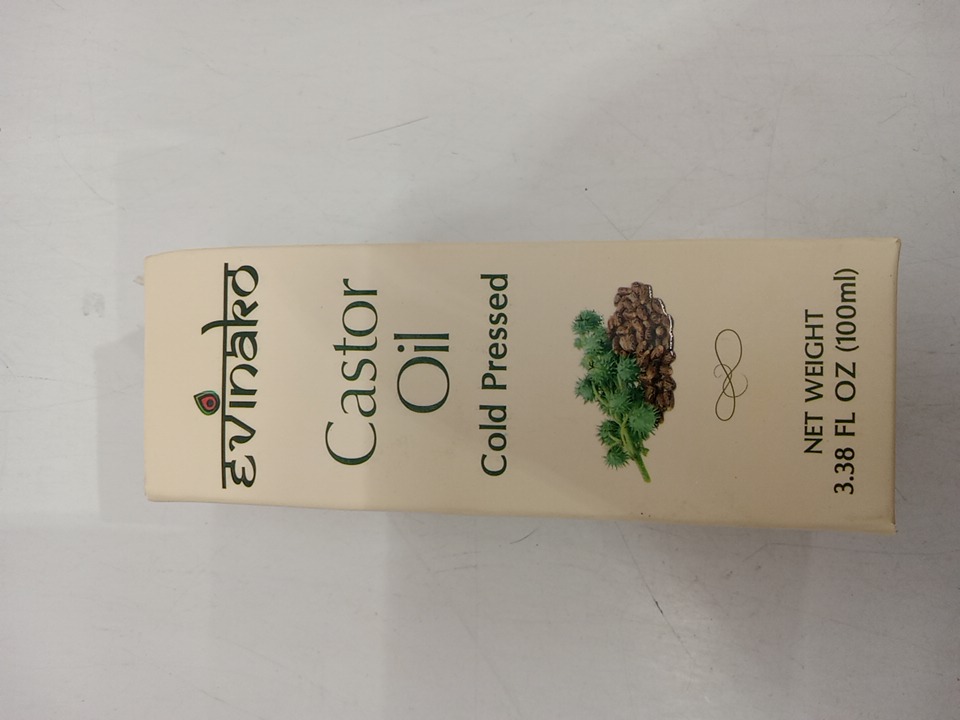 evinako
Castor
Oil
Cold Pressed
NET WEIGHT
3.38 FL OZ (100ml)